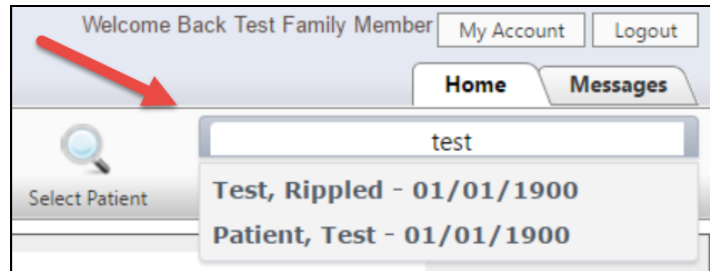 Welcome Back Test Family Member My Account Logout
Home Messages
test
Select Patient
Test, Rippled - 01/01/1900
Patient, Test - 01/01/1900